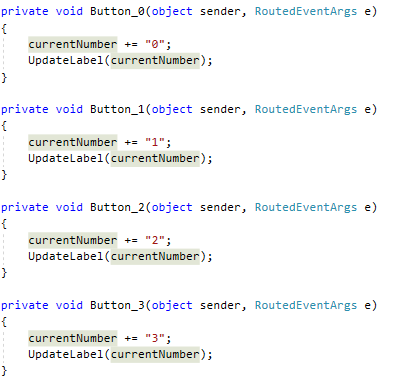 private void Button_0(object sender, RoutedEventArgs e)
{
    currentNumber += "0";
    UpdateLabel(currentNumber);
}

private void Button_1(object sender, RoutedEventArgs e)
{
    currentNumber += "1";
    UpdateLabel(currentNumber);
}

private void Button_2(object sender, RoutedEventArgs e)
{
    currentNumber += "2";
    UpdateLabel(currentNumber);
}

private void Button_3(object sender, RoutedEventArgs e)
{
    currentNumber += "3";
    UpdateLabel(currentNumber);
}